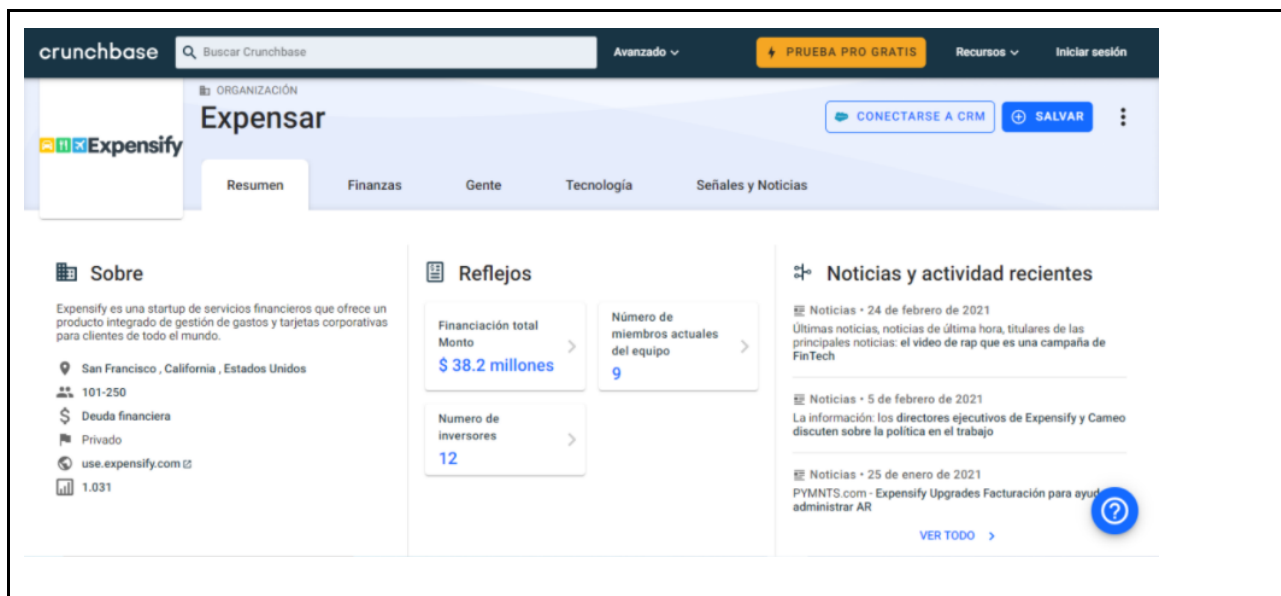 crunchbase
Buscar Crunchbase
Avanzado
PRUEBA PRO GRATIS
Recursos
Iniciar sesión
ORGANIZACIÓN
Expensar
CONECTARSE A CRM
SALVAR
Expensify
Resumen
Finanzas
Gente
Tecnología
Señales y Noticias
Sobre
Expensify es una startup de servicios financieros que ofrece un
producto integrado de gestión de gastos y tarjetas corporativas
para clientes de todo el mundo.
San Francisco , California , Estados Unidos
101-250
Deuda financiera
Privado
use.expensify.com
1.031
Reflejos
Financiación total
Monto
$ 38.2 millones
Número de
miembros actuales
del equipo
9
Numero de
inversores
12
Noticias y actividad recientes
Noticias • 24 de febrero de 2021
Últimas noticias, noticias de última hora, titulares de las
principales noticias: el video de rap que es una campaña de
FinTech
Noticias • 5 de febrero de 2021
La información: los directores ejecutivos de Expensify y Cameo
discuten sobre la política en el trabajo
Noticias • 25 de enero de 2021
PYMNTS.com - Expensify Upgrades Facturación para
administrar AR
VER TODO